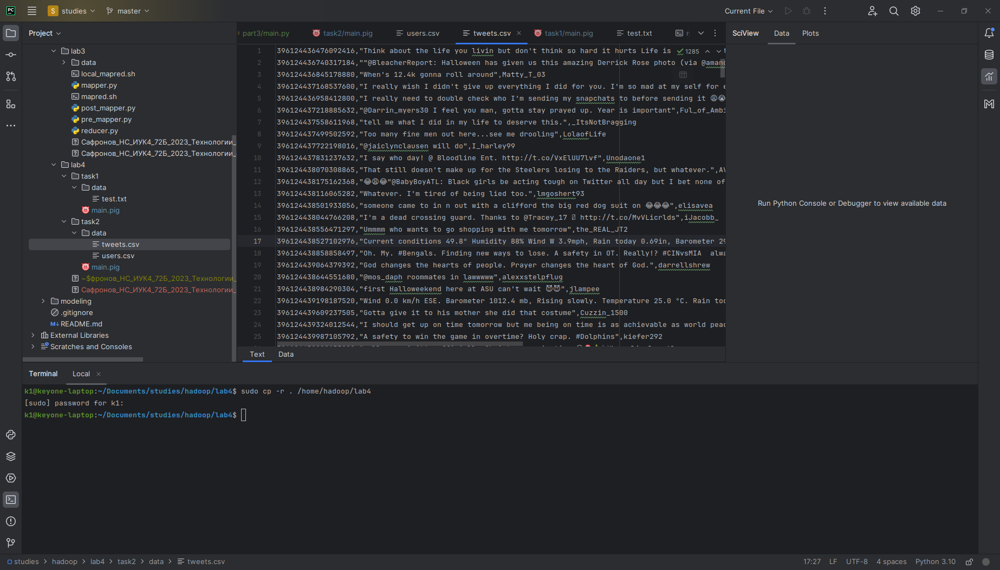 PC
S studies
master
Current File
Project
part3/main.py
task2/main.pig
users.csv
tweets.csv
task1/main.pig
test.txt
SciView
Data
Plots
lab3
data
local_mapred.sh
mapper.py
mapred.sh
post_mapper.py
pre_mapper.py
reducer.py
Сафронов_НС_ИУК4_72Б_2023_Технологии_
Сафронов_НС_ИУК4_72Б_2023_Технологии_
lab4
task1
data
test.txt
main.pig
task2
data
tweets.csv
users.csv
main.pig
~$фронов_НС_ИУК4_72Б_2023_Технологии_
Сафронов_НС_ИУК4_72Б_2023_Технологии_
modeling
.gitignore
M↓ README.md
External Libraries
Scratches and Consoles
1285
1 396124436476092416,"Think about the life you livin but don't think so hard it hurts Life is
2 396124436740317184,"“@BleacherReport: Halloween has given us this amazing Derrick Rose photo (via @amand
3 396124436845178880,"When's 12.4k gonna roll around",Matty_T_03
4 396124437168537600,"I really wish I didn't give up everything I did for you. I'm so mad at my self for e
5 396124436958412800,"I really need to double check who I'm sending my snapchats to before sending it 😩😭
6 396124437218885632,"@Darrin_myers30 I feel you man, gotta stay prayed up. Year is important",Ful_of_Ambi
7 396124437558611968,"tell me what I did in my life to deserve this.",_ItsNotBragging
8 396124437499502592,"Too many fine men out here...see me drooling",LolaofLife
9 396124437722198016,"@jaiclynclausen will do",I_harley99
10 396124437831237632,"I say who day! @ Bloodline Ent. http://t.co/VxElUU7lvf",Unodaone1
11 396124438070308865,"That still doesn't make up for the Steelers losing to the Raiders, but whatever.",AV
12 396124438175162368,"😂😩😂“@BabyBoyATL: Black girls be acting tough on Twitter all day but I bet none of
13 396124438116065282,"Whatever. I'm tired of being lied too.",lmgoshert93
14 396124438501933056,"someone came to in n out with a clifford the big red dog suit on 😂😂😂",elisavea
15 396124438044766208,"I'm a dead crossing guard. Thanks to @Tracey_17 http://t.co/MvVLicrlds",iJacobb_
16 396124438556471297,"Ummmm who wants to go shopping with me tomorrow",the_REAL_JT2
17 396124438527102976,"Current conditions 49.8° Humidity 88% Wind W 3.9mph, Rain today 0.69in, Barometer 29
18 396124438858858497,"Oh. My. #Bengals. Finding new ways to lose. A safety in OT. Really!? #CINvsMIA alwa
19 396124439064379392,"God changes the hearts of people. Prayer changes the heart of God.",darrellshrew
20 396124438644551680,"@mos_daph roommates in lawwwww",alexxstelpflug
21 396124438984290304,"first Halloweekend here at ASU can't wait 😈😈",jlampee
22 396124439198187520,"Wind 0.0 km/h ESE. Barometer 1012.4 mb, Rising slowly. Temperature 25.0 °C. Rain tod
23 396124439609237505,"Gotta give it to his mother she did that costume",Cuzzin_1500
24 396124439324012544,"I should get up on time tomorrow but me being on time is as achievable as world peac
25 396124439987105792,"A safety to win the game in overtime? Holy crap. #Dolphins",kiefer292
Text
Data
Run Python Console or Debugger to view available data
Terminal
Local
k1@keyone-laptop:~/Documents/studies/hadoop/lab4$ sudo cp -r . /home/hadoop/lab4
[sudo] password for k1:
k1@keyone-laptop:~/Documents/studies/hadoop/lab4$
studies > hadoop > lab4 > task2 > data > tweets.csv
17:27 LF UTF-8 4 spaces Python 3.10